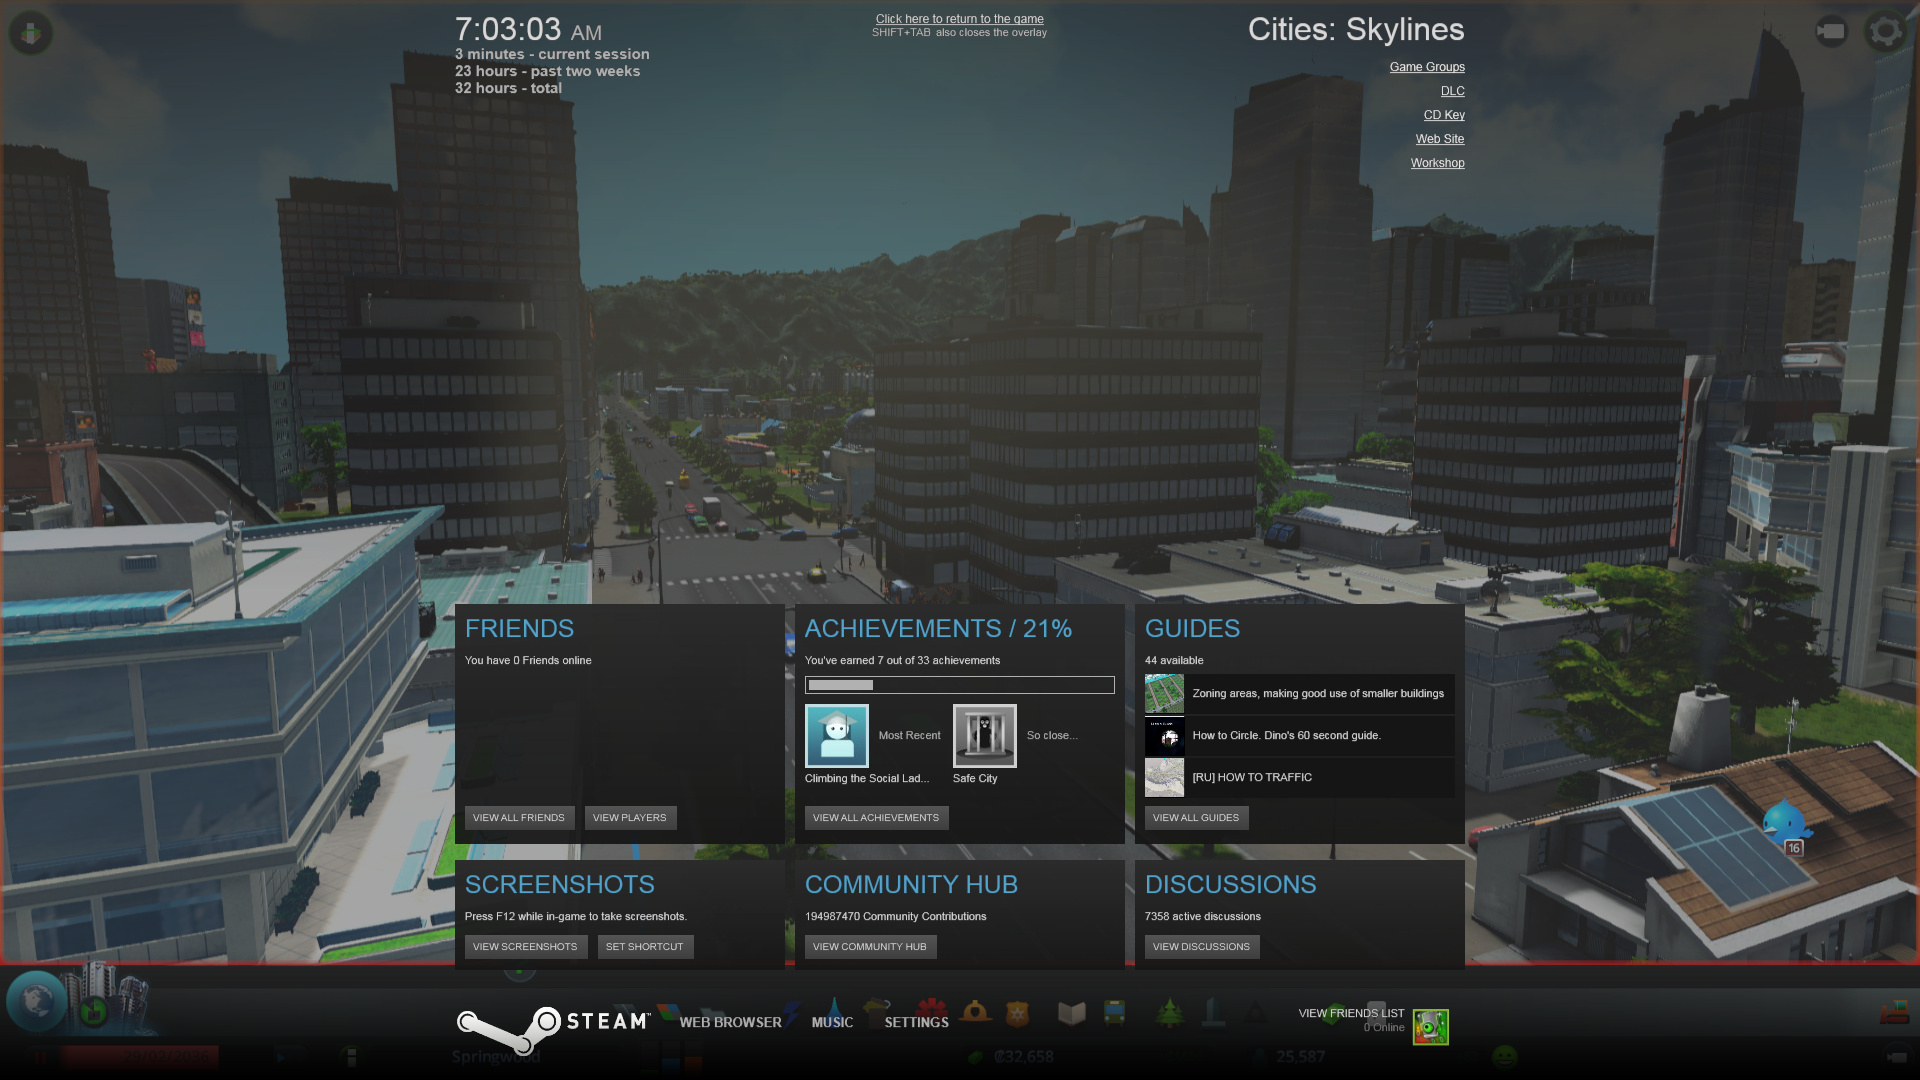 7:03:03 AM
3 minutes - current session
23 hours - past two weeks
32 hours - total
Click here to return to the game
SHIFT+TAB also closes the overlay
Cities: Skylines
Game Groups
DLC
CD Key
Web Site
Workshop
FRIENDS
You have 0 Friends online
VIEW ALL FRIENDS
VIEW PLAYERS
ACHIEVEMENTS / 21%
You've earned 7 out of 33 achievements
Most Recent
So close...
Climbing the Social Lad...
Safe City
VIEW ALL ACHIEVEMENTS
GUIDES
44 available
Zoning areas, making good use of smaller buildings
How to Circle. Dino's 60 second guide.
[RU] HOW TO TRAFFIC
VIEW ALL GUIDES
16
SCREENSHOTS
Press F12 while in-game to take screenshots.
VIEW SCREENSHOTS
SET SHORTCUT
COMMUNITY HUB
194987470 Community Contributions
VIEW COMMUNITY HUB
DISCUSSIONS
7358 active discussions
VIEW DISCUSSIONS
STEAM™
WEB BROWSER
MUSIC
SETTINGS
VIEW FRIENDS LIST
0 Online
Springwood
₡32,658
25,587